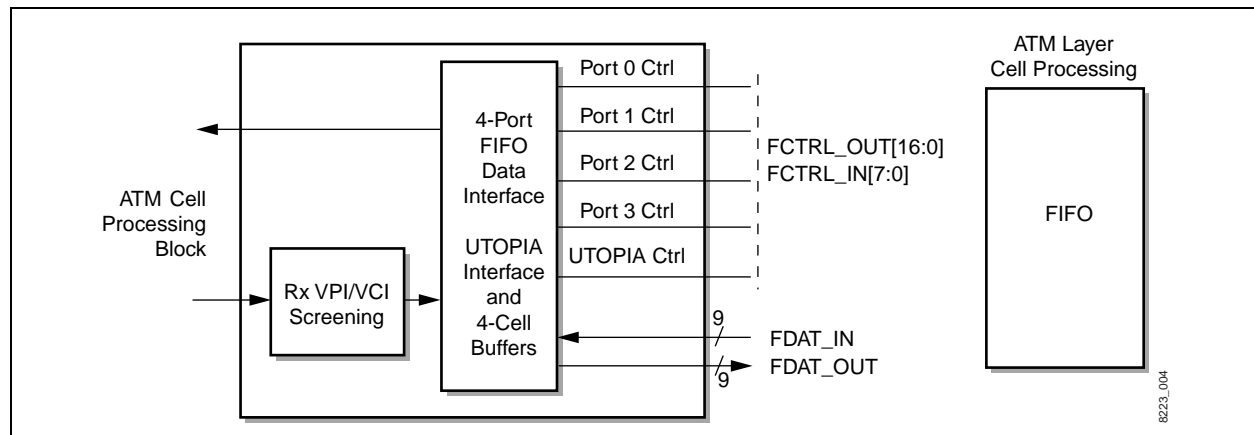 ATM Layer
Cell Processing
Port 0 Ctrl
4-Port
FIFO
Data
Interface
Port 1 Ctrl
FCTRL_OUT[16:0]
FCTRL_IN[7:0]
Port 2 Ctrl
ATM Cell
Processing
Block
Port 3 Ctrl
FIFO
UTOPIA Ctrl
UTOPIA
Interface
and
4-Cell
Buffers
Rx VPI/VCI
Screening
9
FDAT_IN
FDAT_OUT
9
8223_004